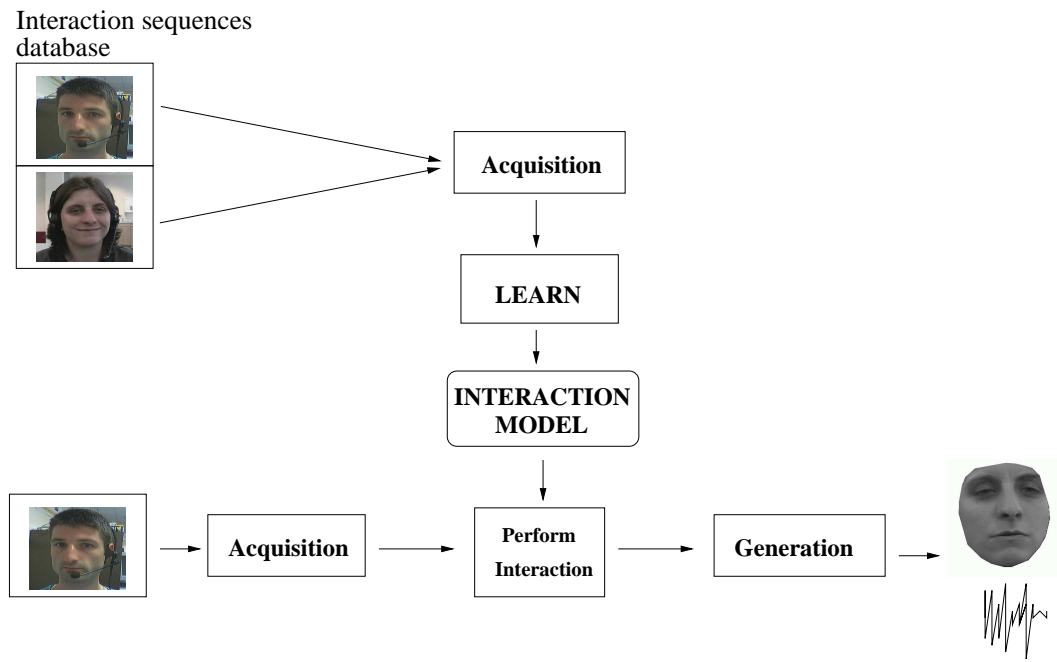 Interaction sequences
database
Acquisition
LEARN
INTERACTION
MODEL
Acquisition
Perform
Interaction
Generation